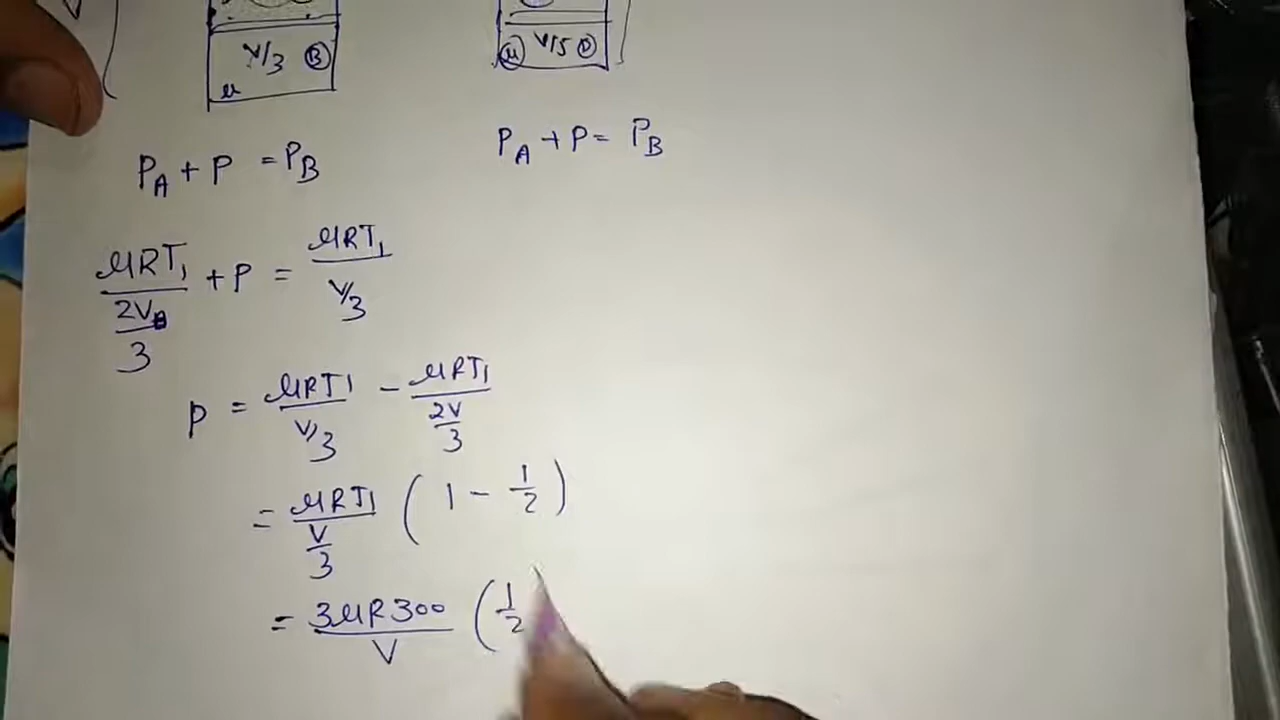 V
V/3 B
μ
μ V/5 D
P_A + P = P_B
P_A + P = P_B
μRT₁/(2V/3) + P = μRT₁/(V/3)
P = μRT₁/(V/3) - μRT₁/(2V/3)
= μRT₁/(V/3) (1 - 1/2)
= 3μR300/V (1/2